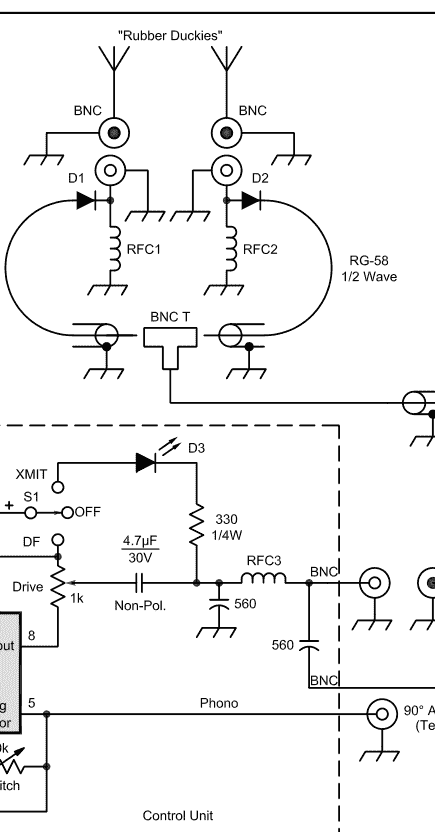 "Rubber Duckies"
BNC
BNC
D1
D2
RFC1
RFC2
RG-58
1/2 Wave
BNC T
D3
XMIT
+
S1
OFF
330
1/4W
DF
4.7µF
30V
RFC3
BNC
Drive
1k
Non-Pol.
560
8
560
put
BNC
5
Phono
g
or
90° A
(Te
0k
itch
Control Unit